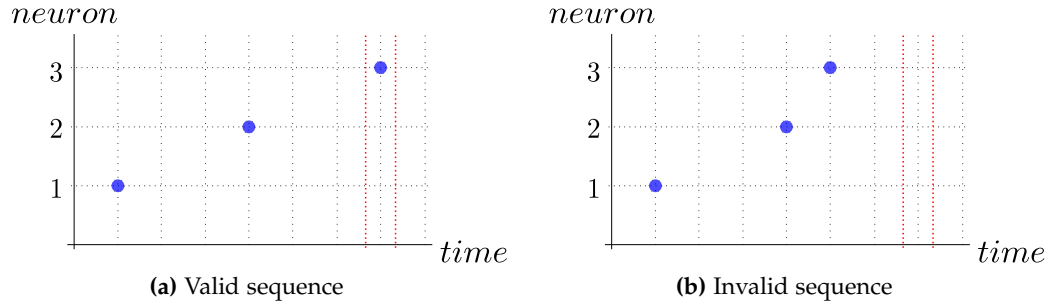 neuron
3
2
1
time
(a) Valid sequence
neuron
3
2
1
time
(b) Invalid sequence